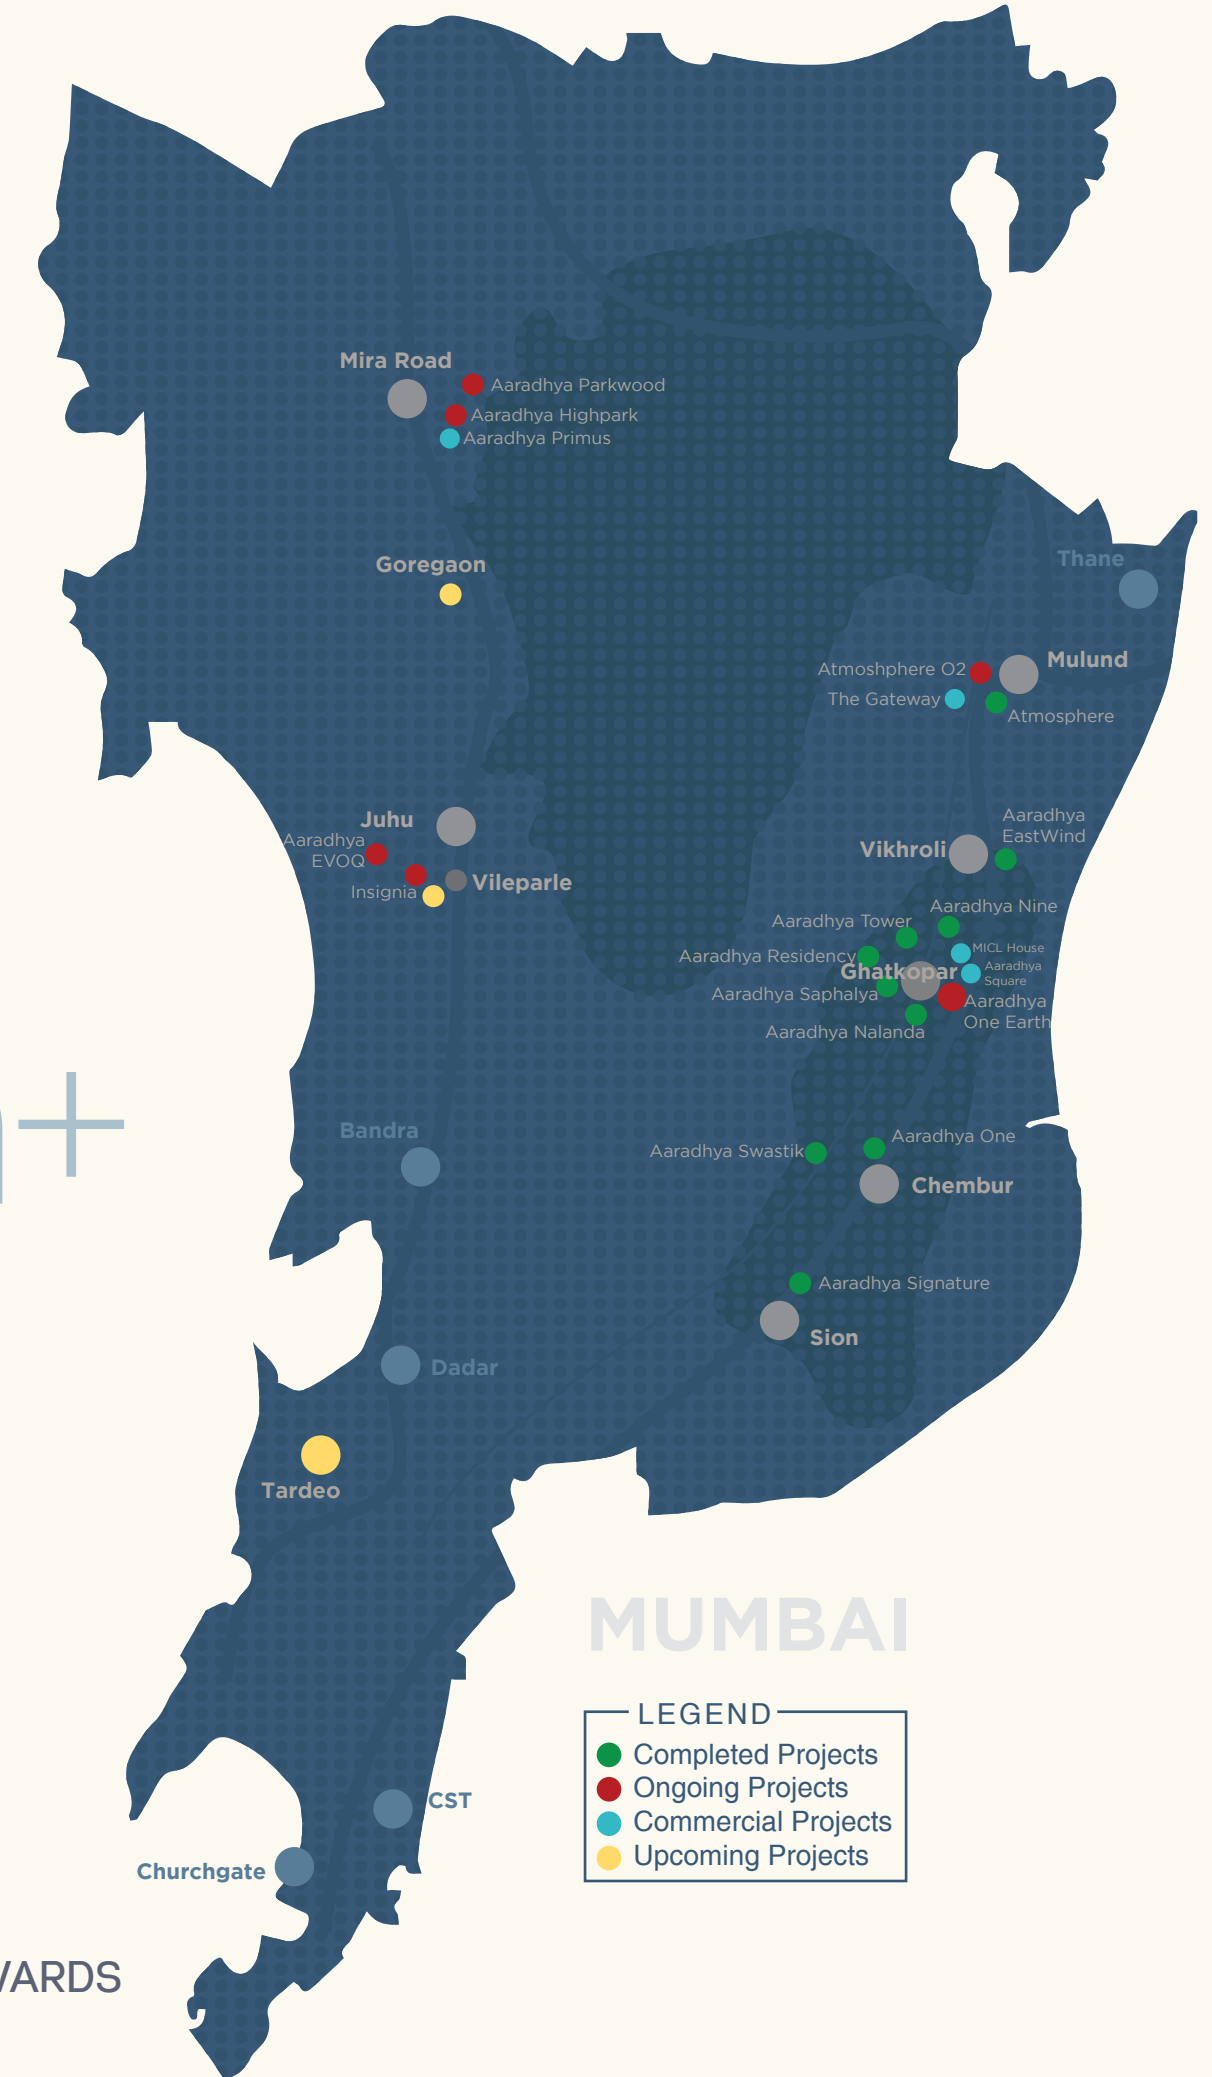 Mira Road
Aaradhya Parkwood
Aaradhya Highpark
Aaradhya Primus
Goregaon
Thane
Mulund
Atmoshphere O2
The Gateway
Atmosphere
Juhu
Aaradhya
EVOQ
Insignia
Vileparle
Aaradhya
EastWind
Vikhroli
Aaradhya Nine
Aaradhya Tower
MICL House
Aaradhya Residency
Ghatkopar
Aaradhya
Square
Aaradhya Saphalya
Aaradhya
One Earth
Aaradhya Nalanda
+
Bandra
Aaradhya One
Aaradhya Swastik
Chembur
Aaradhya Signature
Sion
Dadar
Tardeo
MUMBAI
LEGEND
Completed Projects
Ongoing Projects
Commercial Projects
Upcoming Projects
CST
Churchgate